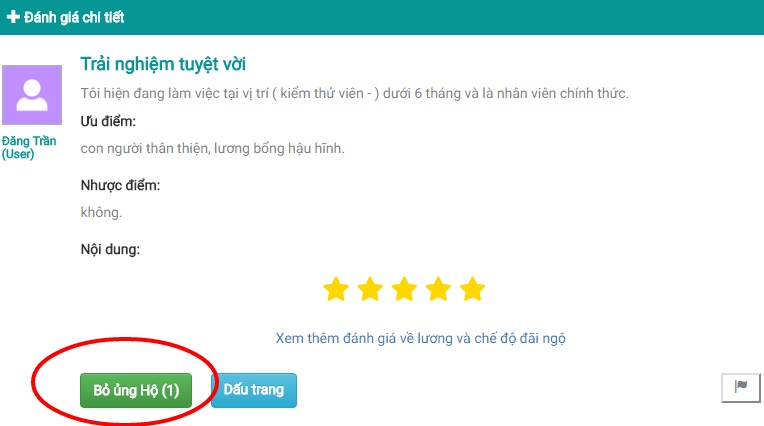 Đánh giá chi tiết
Trải nghiệm tuyệt vời
Tôi hiện đang làm việc tại vị trí ( kiểm thử viên - ) dưới 6 tháng và là nhân viên chính thức.
Ưu điểm:
Đăng Trần
(User)
con người thân thiện, lương bổng hậu hĩnh.
Nhược điểm:
không.
Nội dung:
Xem thêm đánh giá về lương và chế độ đãi ngộ
Bỏ ủng Hộ (1)
Dấu trang